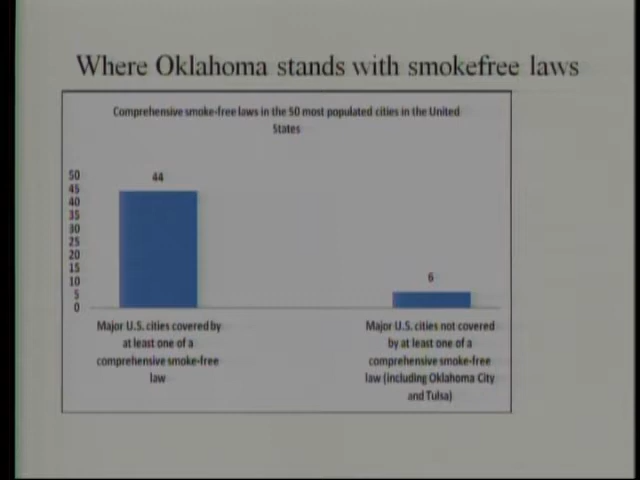 Where Oklahoma stands with smokefree laws
Comprehensive smoke-free laws in the 50 most populated cities in the United
States
50
45
40
35
30
25
20
15
10
5
0
44
6
Major U.S. cities covered by
at least one of a
comprehensive smoke-free
law
Major U.S. cities not covered
by at least one of a
comprehensive smoke-free
law (including Oklahoma City
and Tulsa)